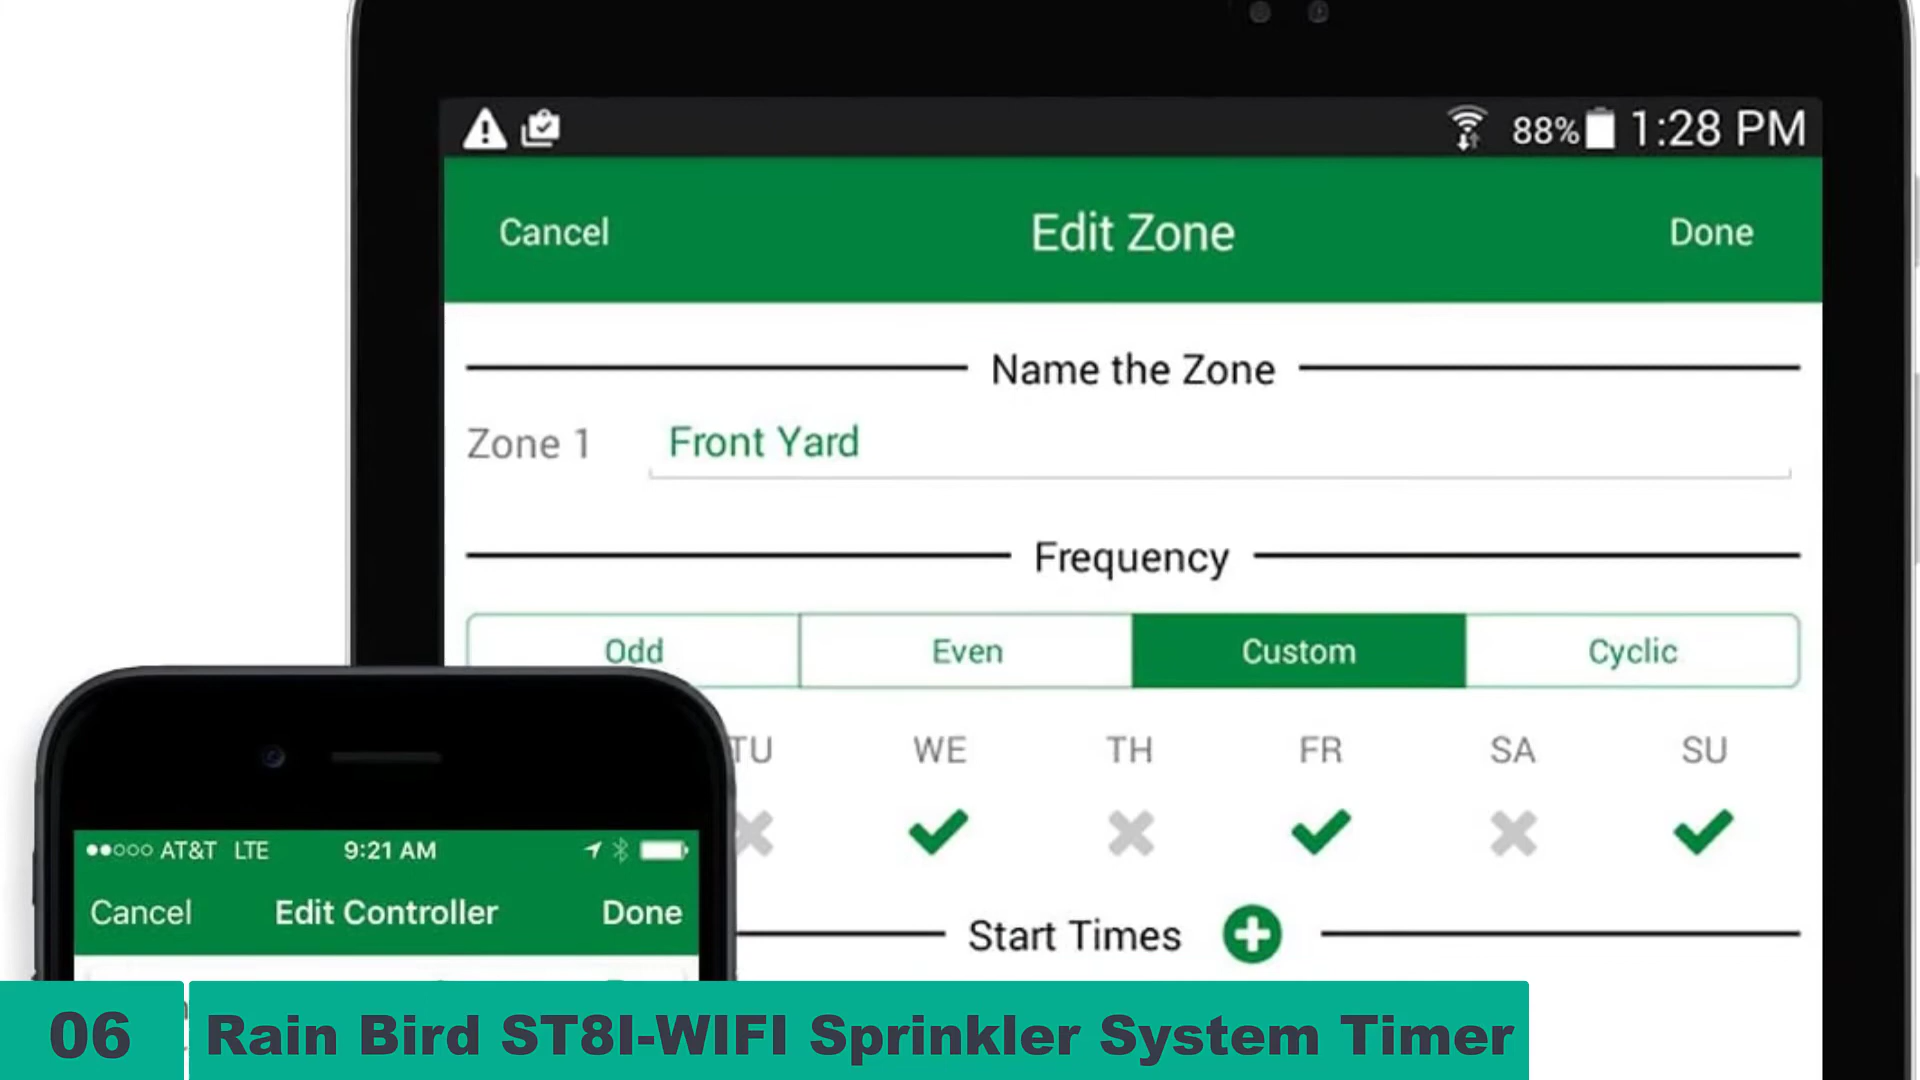 88% 1:28 PM
Cancel Edit Zone Done
Name the Zone
Zone 1 Front Yard
Frequency
Odd Even Custom Cyclic
TU WE TH FR SA SU
Start Times
AT&T LTE 9:21 AM
Cancel Edit Controller Done
06 Rain Bird ST8I-WIFI Sprinkler System Timer